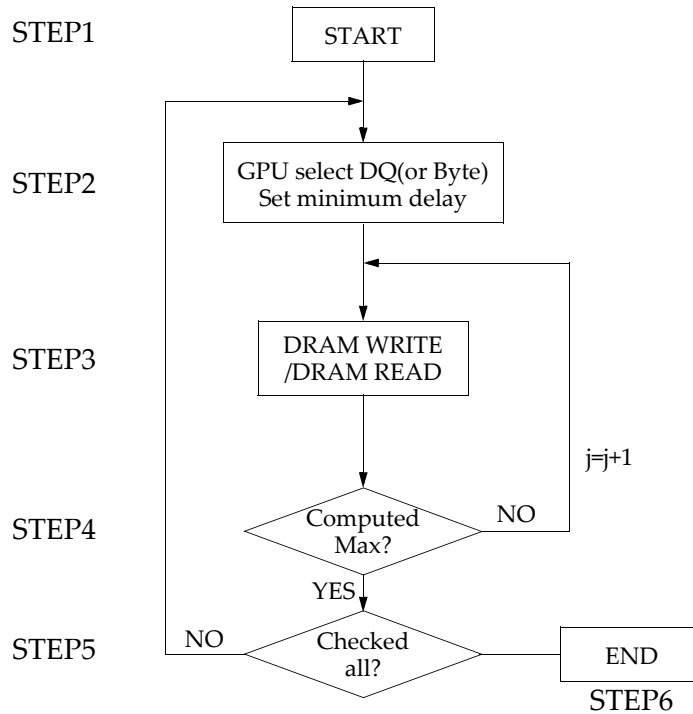 STEP1
START
STEP2
GPU select DQ(or Byte)
Set minimum delay
STEP3
DRAM WRITE
/DRAM READ
j=j+1
STEP4
Computed
Max?
NO
YES
STEP5
NO
Checked
all?
END
STEP6